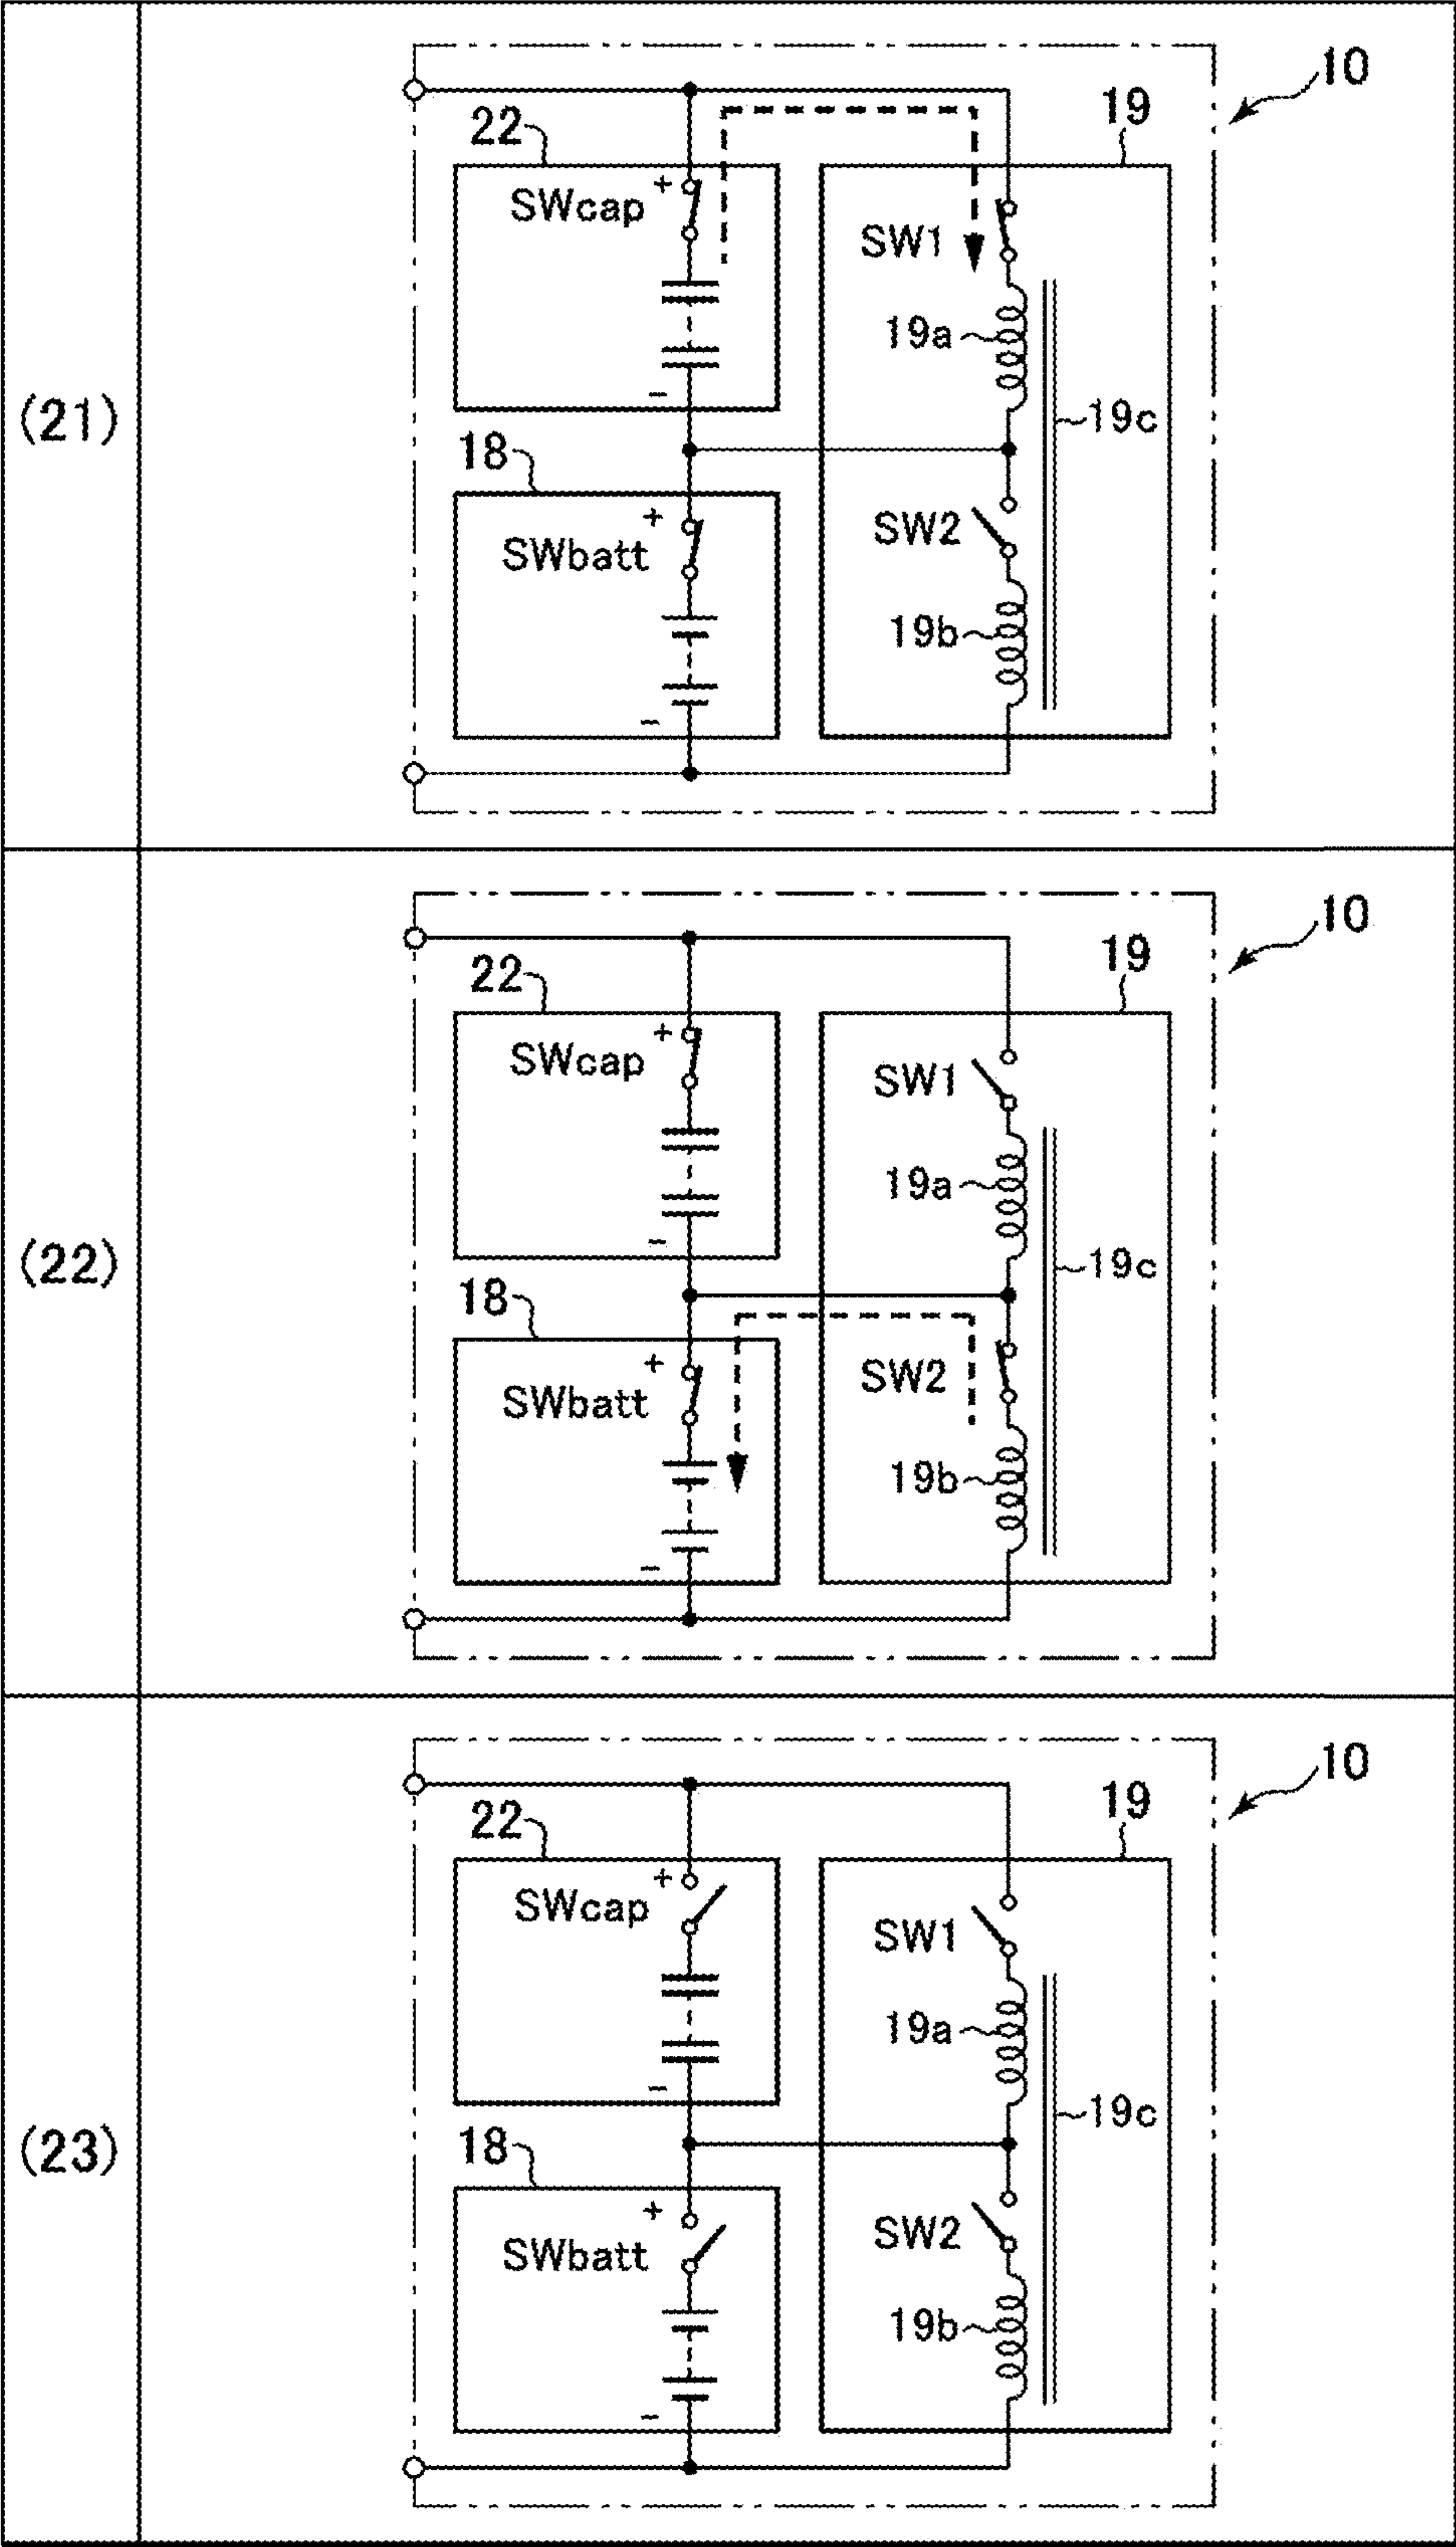 (21)
10
22
19
+
SWcap
SW1
19a
-
19c
18
+
SWbatt
SW2
19b
-
(22)
10
22
19
+
SWcap
SW1
19a
-
19c
18
+
SWbatt
SW2
19b
-
(23)
10
22
19
+
SWcap
SW1
19a
-
19c
18
+
SWbatt
SW2
19b
-